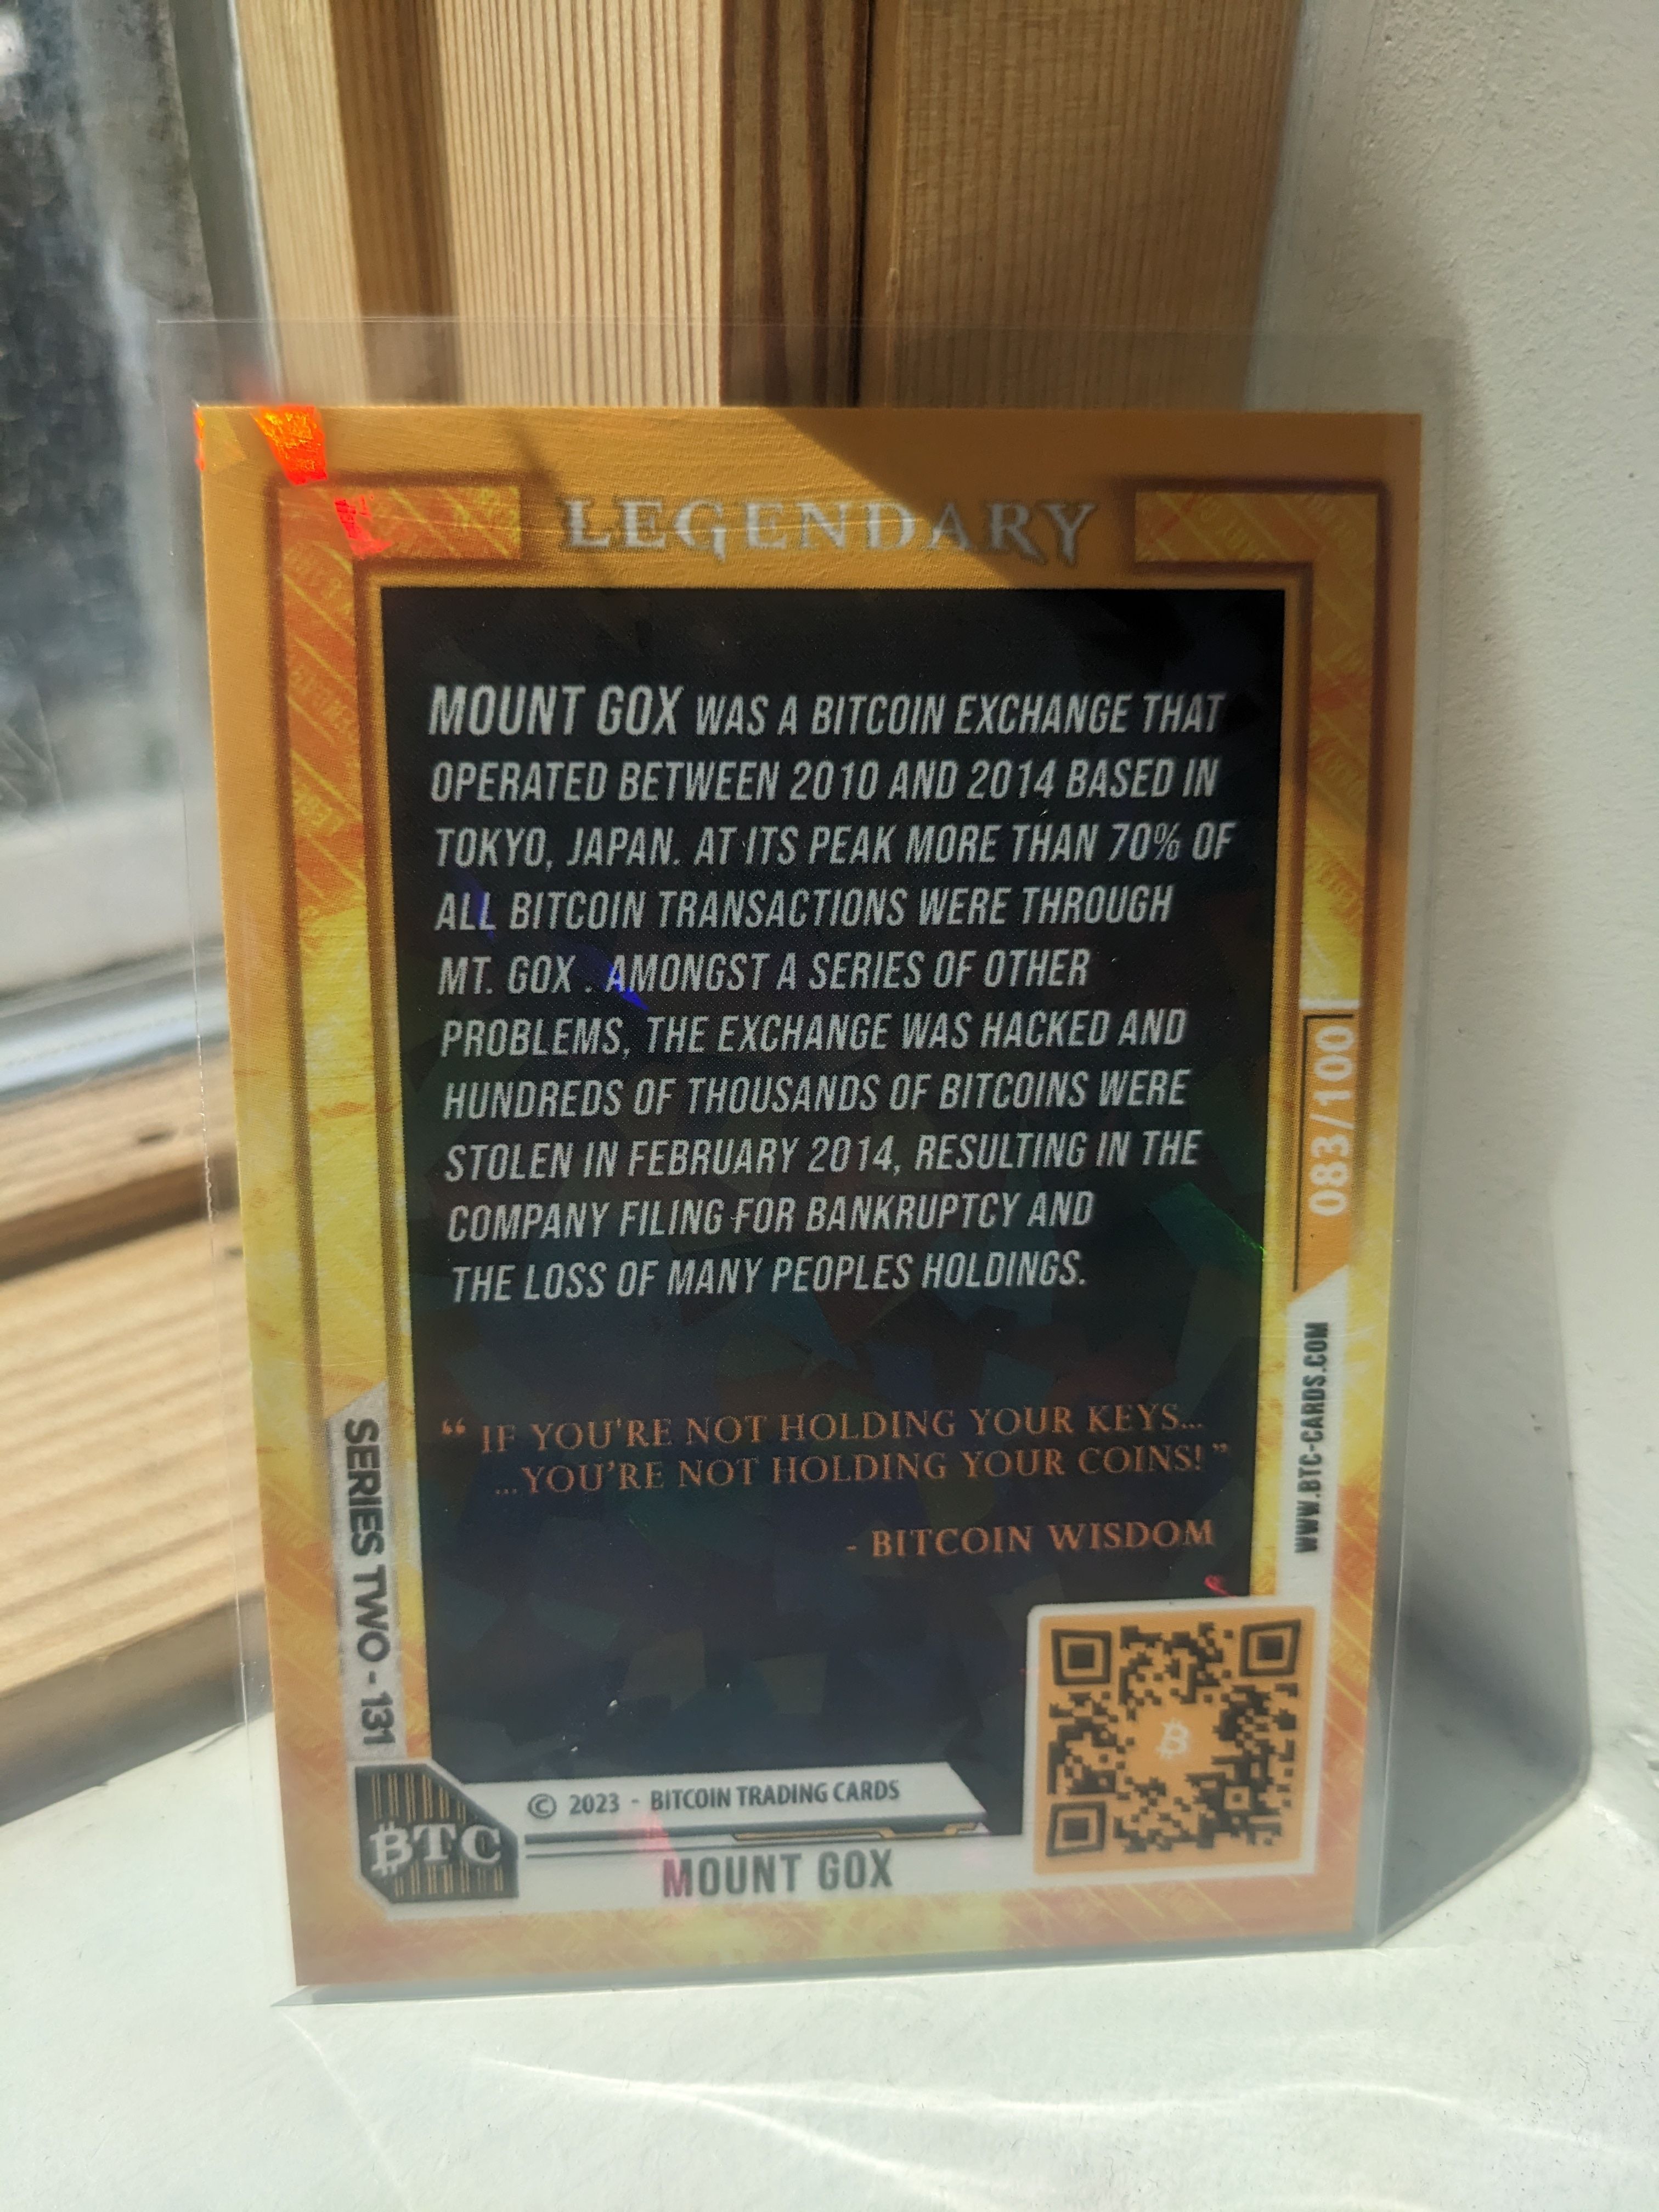 LEGENDARY
MOUNT GOX WAS A BITCOIN EXCHANGE THAT
OPERATED BETWEEN 2010 AND 2014 BASED IN
TOKYO, JAPAN. AT ITS PEAK MORE THAN 70% OF
ALL BITCOIN TRANSACTIONS WERE THROUGH
MT. GOX . AMONGST A SERIES OF OTHER
PROBLEMS, THE EXCHANGE WAS HACKED AND
HUNDREDS OF THOUSANDS OF BITCOINS WERE
STOLEN IN FEBRUARY 2014, RESULTING IN THE
COMPANY FILING FOR BANKRUPTCY AND
THE LOSS OF MANY PEOPLES HOLDINGS.
“ IF YOU'RE NOT HOLDING YOUR KEYS...
...YOU’RE NOT HOLDING YOUR COINS! ”
- BITCOIN WISDOM
083/100
WWW.BTC-CARDS.COM
SERIES TWO - 131
© 2023 - BITCOIN TRADING CARDS
₿TC
MOUNT GOX